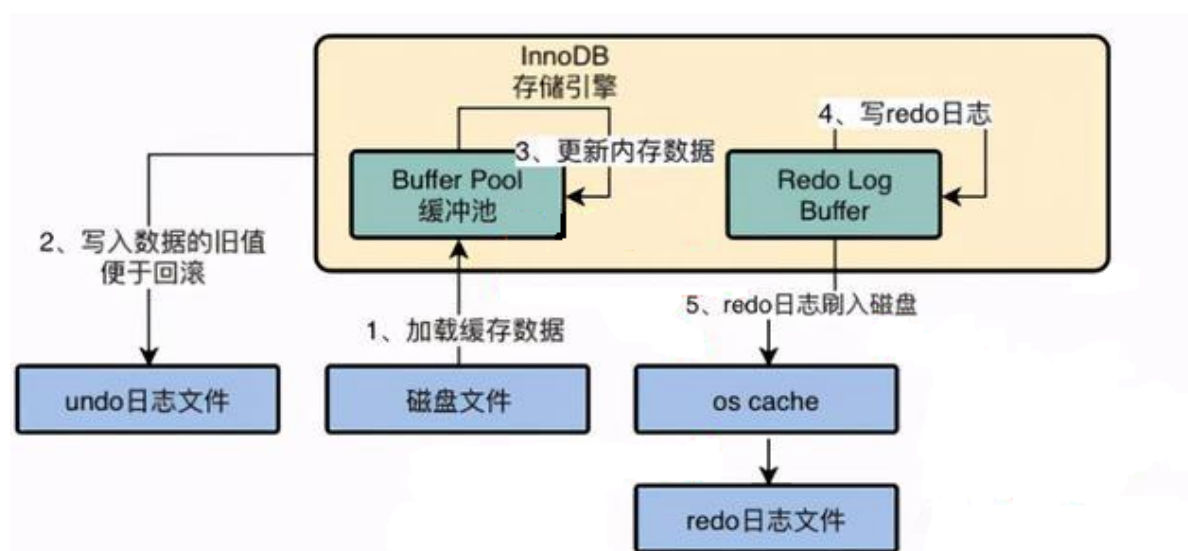 InnoDB
存储引擎
4、写redo日志
3、更新内存数据
Buffer Pool
缓冲池
Redo Log
Buffer
2、写入数据的旧值
便于回滚
5、redo日志刷入磁盘
1、加载缓存数据
undo日志文件
磁盘文件
os cache
redo日志文件